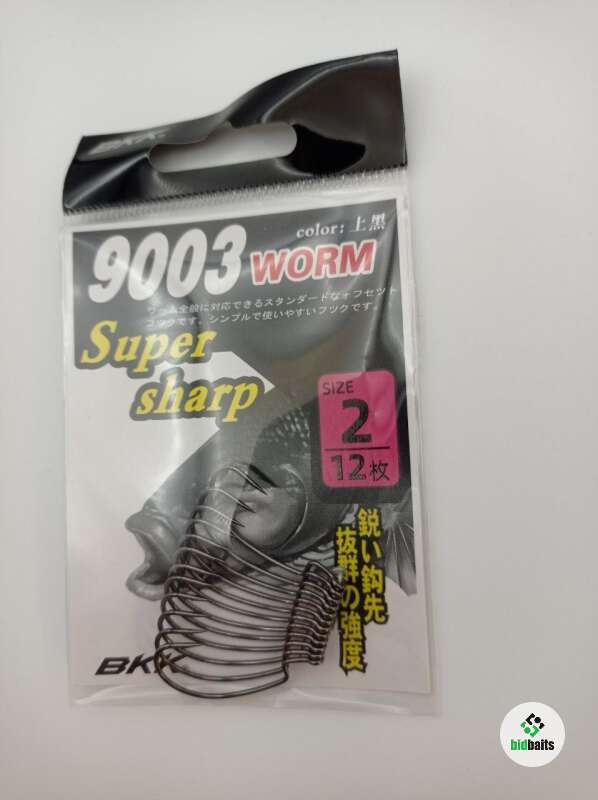 BKK
color: 上黒
9003 WORM
ワーム全般に対応できるスタンダードなオフセット
フックです。シンプルで使いやすいフックです。
Super
sharp
SIZE
2
12枚
鋭い鈎先
抜群の強度
BKK
bidbaits